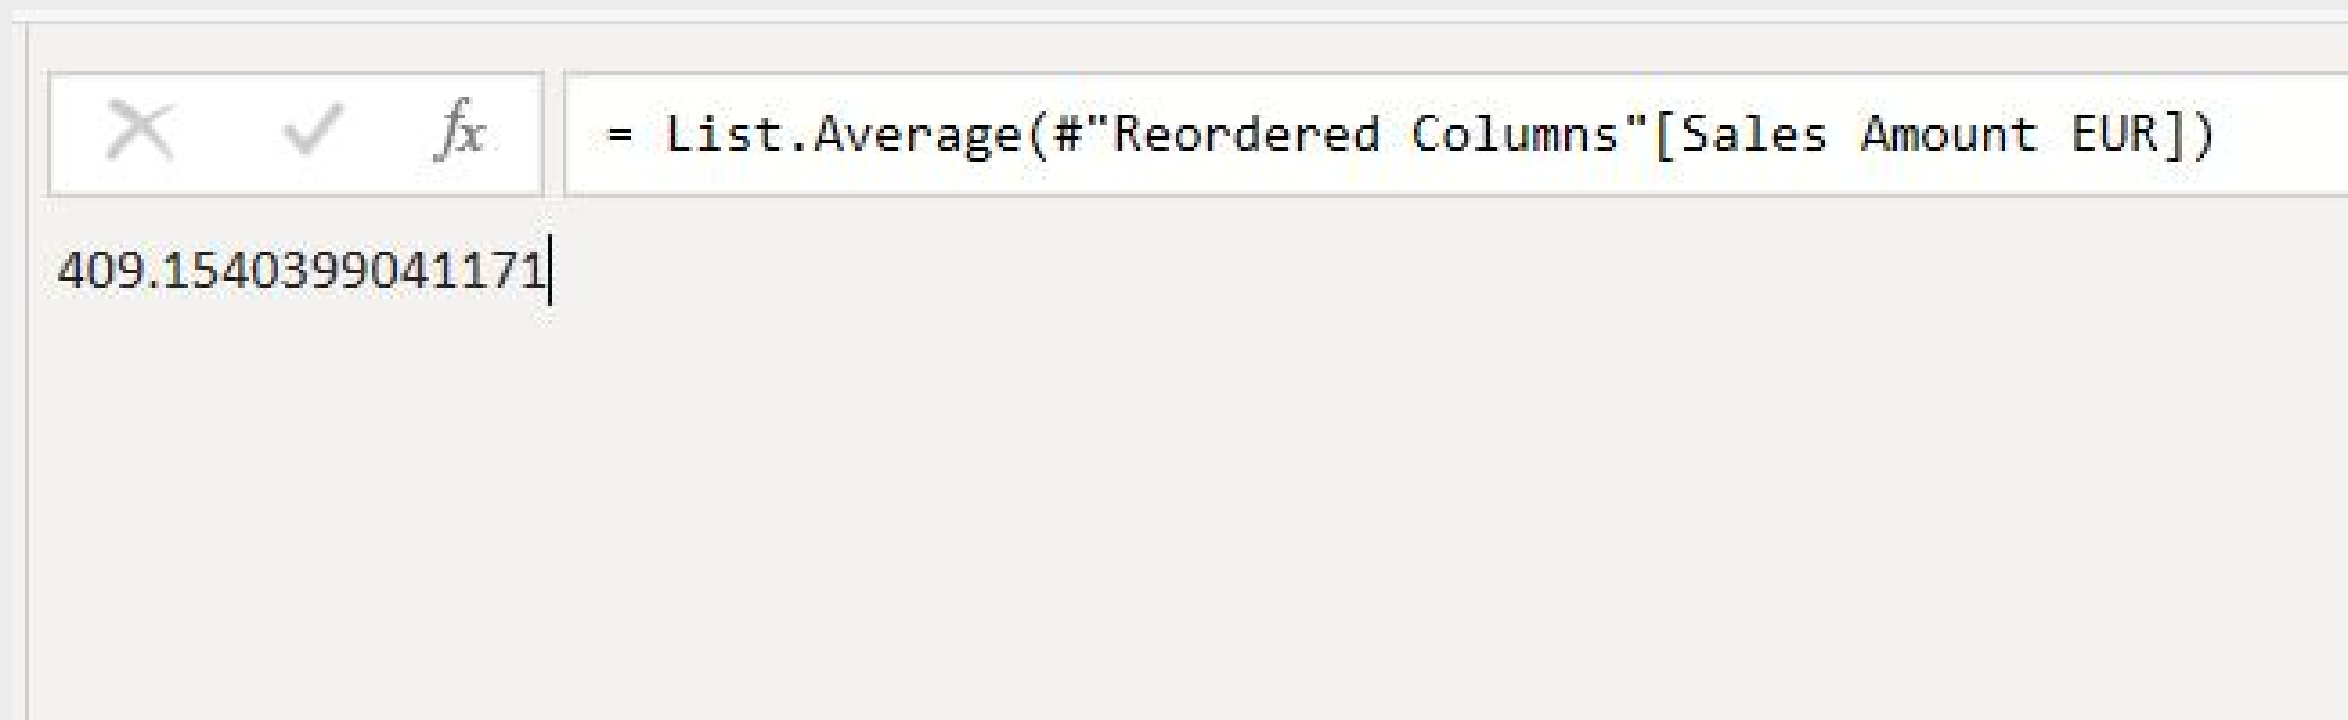 fx = List.Average(#"Reordered Columns"[Sales Amount EUR])
409.1540399041171